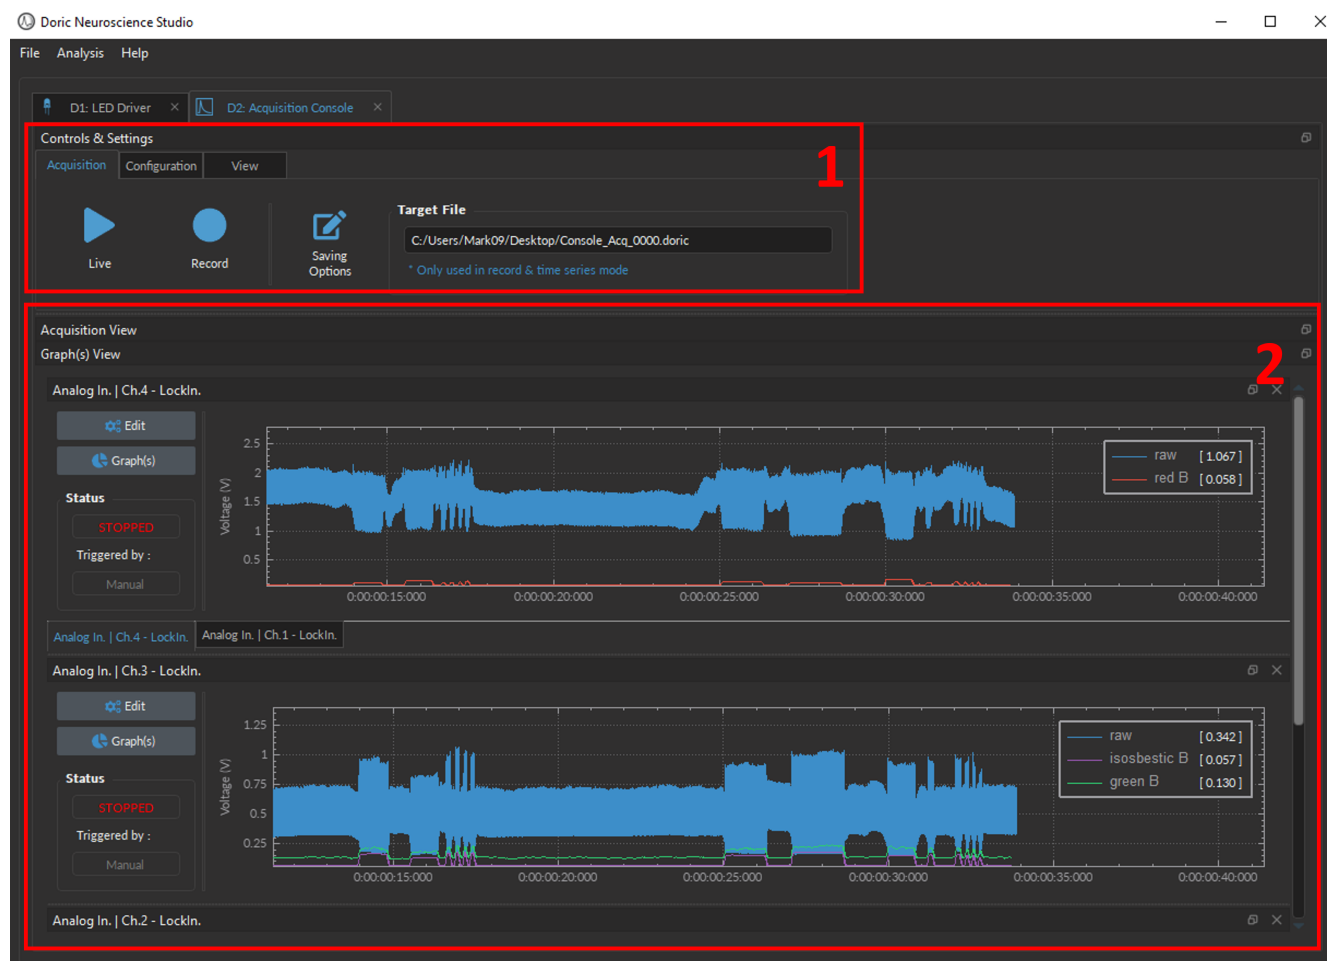 Doric Neuroscience Studio
File Analysis Help
D1: LED Driver D2: Acquisition Console
Controls & Settings
1
Acquisition Configuration View
Target File
C:/Users/Mark09/Desktop/Console_Acq_0000.doric
Live Record Saving Options
* Only used in record & time series mode
Acquisition View
Graph(s) View
2
Analog In. | Ch.4 - LockIn.
Edit
Graph(s)
Status
STOPPED
Triggered by :
Manual
Voltage (V)
2.5
2
1.5
1
0.5
raw [ 1.067 ]
red B [ 0.058 ]
0:00:00:15:000 0:00:00:20:000 0:00:00:25:000 0:00:00:30:000 0:00:00:35:000 0:00:00:40:000
Analog In. | Ch.4 - LockIn. Analog In. | Ch.1 - LockIn.
Analog In. | Ch.3 - LockIn.
Edit
Graph(s)
Status
STOPPED
Triggered by :
Manual
Voltage (V)
1.25
1
0.75
0.5
0.25
raw [ 0.342 ]
isosbestic B [ 0.057 ]
green B [ 0.130 ]
0:00:00:15:000 0:00:00:20:000 0:00:00:25:000 0:00:00:30:000 0:00:00:35:000 0:00:00:40:000
Analog In. | Ch.2 - LockIn.